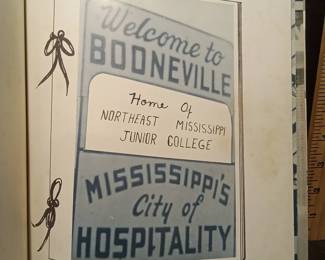 Welcome to
BOONEVILLE
Home Of
NORTHEAST MISSISSIPPI
JUNIOR COLLEGE
MISSISSIPPI'S
City of
HOSPITALITY